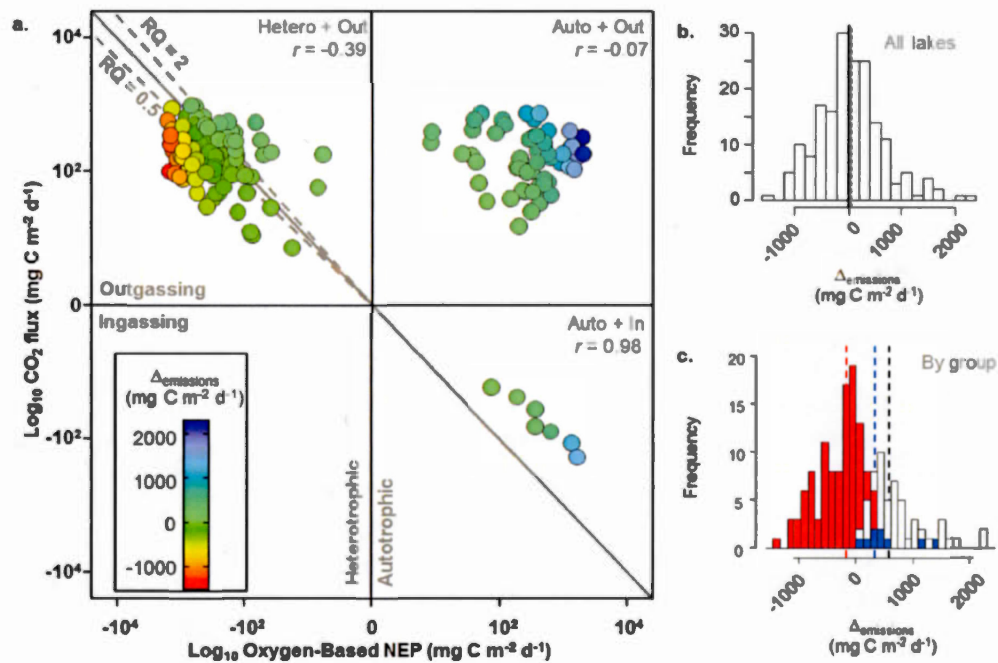 a.
Hetero + Out
r = -0.39
Auto + Out
r = -0.07
RQ = 2
RQ = 0.5
Outgassing
Ingassing
Auto + In
r = 0.98
Δemissions
(mg C m-2 d-1)
2000
1000
0
-1000
Heterotrophic
Autotrophic
10⁴
10²
0
-10²
-10⁴
Log₁₀ CO₂ flux (mg C m-2 d-1)
-10⁴ -10² 0 10² 10⁴
Log₁₀ Oxygen-Based NEP (mg C m-2 d-1)
b.
All lakes
30
20
10
0
Frequency
-1000 0 1000 2000
Δemissions
(mg C m-2 d-1)
c.
By group
20
15
10
5
0
Frequency
-1000 0 1000 2000
Δemissions
(mg C m-2 d-1)